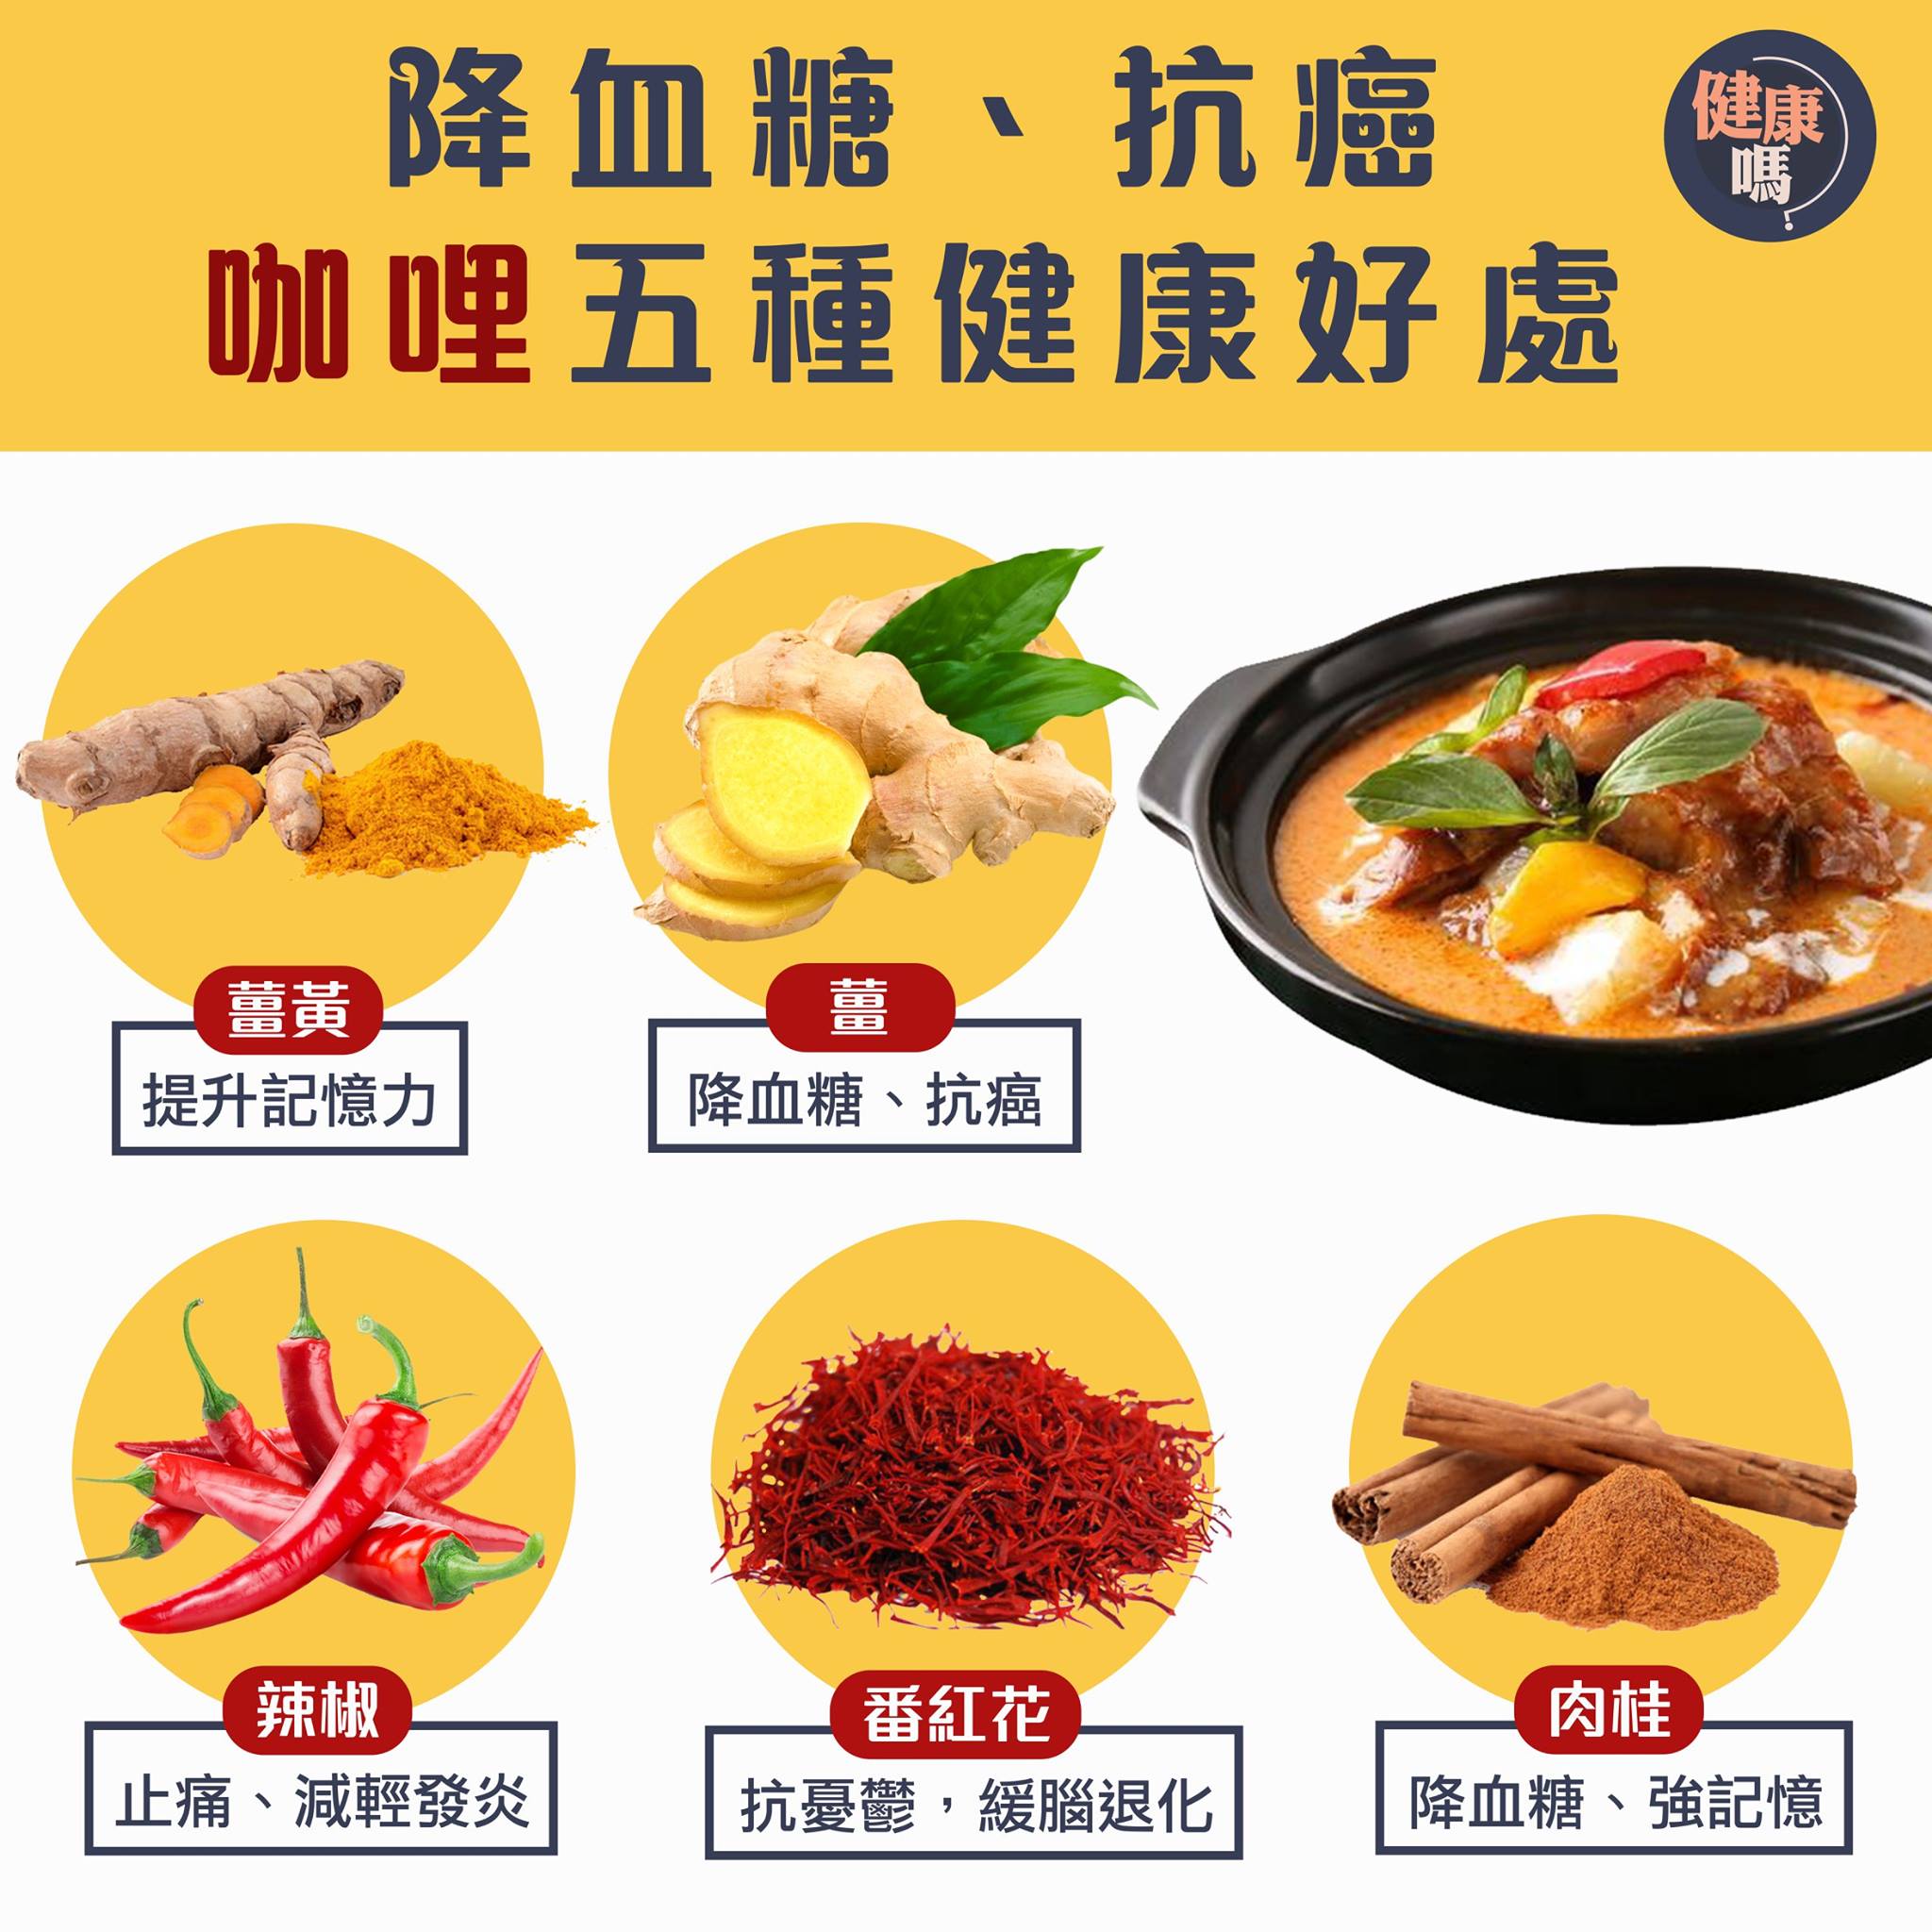 降血糖、抗癌
咖哩五種健康好處
健康
嗎?
薑黃
提升記憶力
薑
降血糖、抗癌
辣椒
止痛、減輕發炎
番紅花
抗憂鬱，緩腦退化
肉桂
降血糖、強記憶